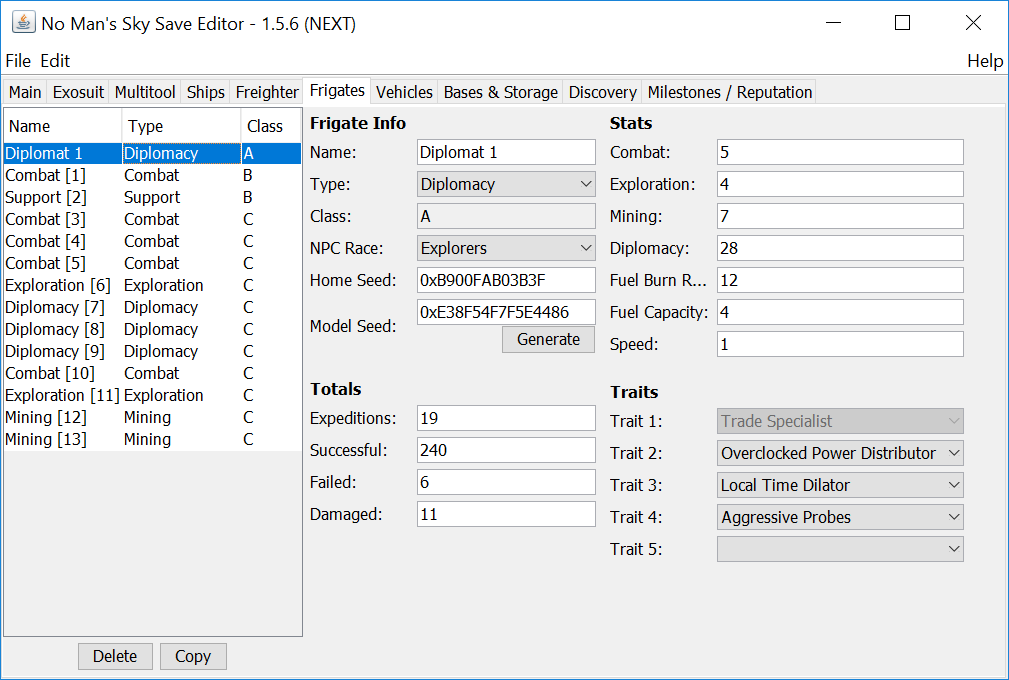 No Man's Sky Save Editor - 1.5.6 (NEXT)
File Edit Help
Main Exosuit Multitool Ships Freighter Frigates Vehicles Bases & Storage Discovery Milestones / Reputation
Name Type Class
Diplomat 1 Diplomacy A
Combat [1] Combat B
Support [2] Support B
Combat [3] Combat C
Combat [4] Combat C
Combat [5] Combat C
Exploration [6] Exploration C
Diplomacy [7] Diplomacy C
Diplomacy [8] Diplomacy C
Diplomacy [9] Diplomacy C
Combat [10] Combat C
Exploration [11] Exploration C
Mining [12] Mining C
Mining [13] Mining C
Delete Copy
Frigate Info
Name: Diplomat 1
Type: Diplomacy
Class: A
NPC Race: Explorers
Home Seed: 0xB900FAB03B3F
Model Seed: 0xE38F54F7F5E4486
Generate
Totals
Expeditions: 19
Successful: 240
Failed: 6
Damaged: 11
Stats
Combat: 5
Exploration: 4
Mining: 7
Diplomacy: 28
Fuel Burn R... 12
Fuel Capacity: 4
Speed: 1
Traits
Trait 1: Trade Specialist
Trait 2: Overclocked Power Distributor
Trait 3: Local Time Dilator
Trait 4: Aggressive Probes
Trait 5: